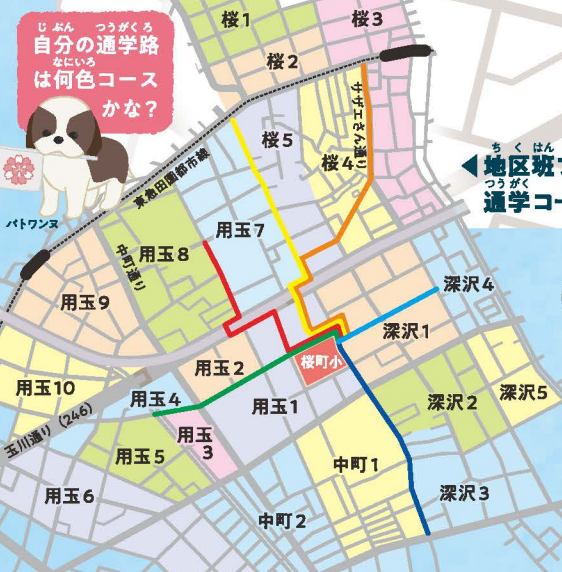 じぶん つうがくろ
自分の通学路
なにいろ
は何色コース
かな？
パトワンヌ
桜1
桜3
桜2
サザエさん通り
桜5
桜4
東急田園都市線
ちくはん
◀地区班
つうがく
通学コー
用玉7
中町通り
用玉8
用玉9
深沢4
深沢1
桜町小
用玉2
用玉10
用玉4
用玉1
深沢5
深沢2
玉川通り（246）
用玉3
用玉5
中町1
用玉6
深沢3
中町2